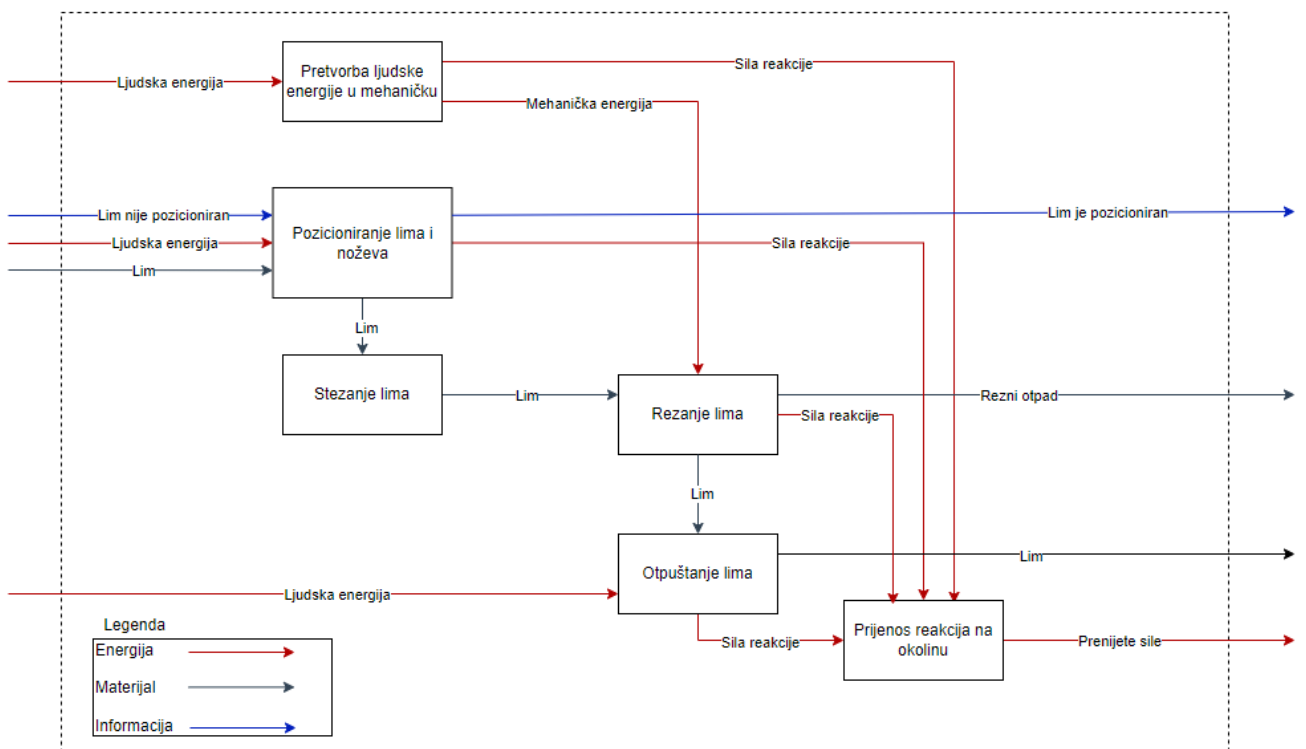 Ljudska energija
Pretvorba ljudske
energije u mehaničku
Sila reakcije
Mehanička energija
Lim nije pozicioniran
Ljudska energija
Lim
Pozicioniranje lima i
noževa
Lim je pozicioniran
Sila reakcije
Lim
Stezanje lima
Lim
Rezanje lima
Rezni otpad
Sila reakcije
Lim
Otpuštanje lima
Lim
Ljudska energija
Sila reakcije
Prijenos reakcija na
okolinu
Prenijete sile
Legenda
Energija
Materijal
Informacija